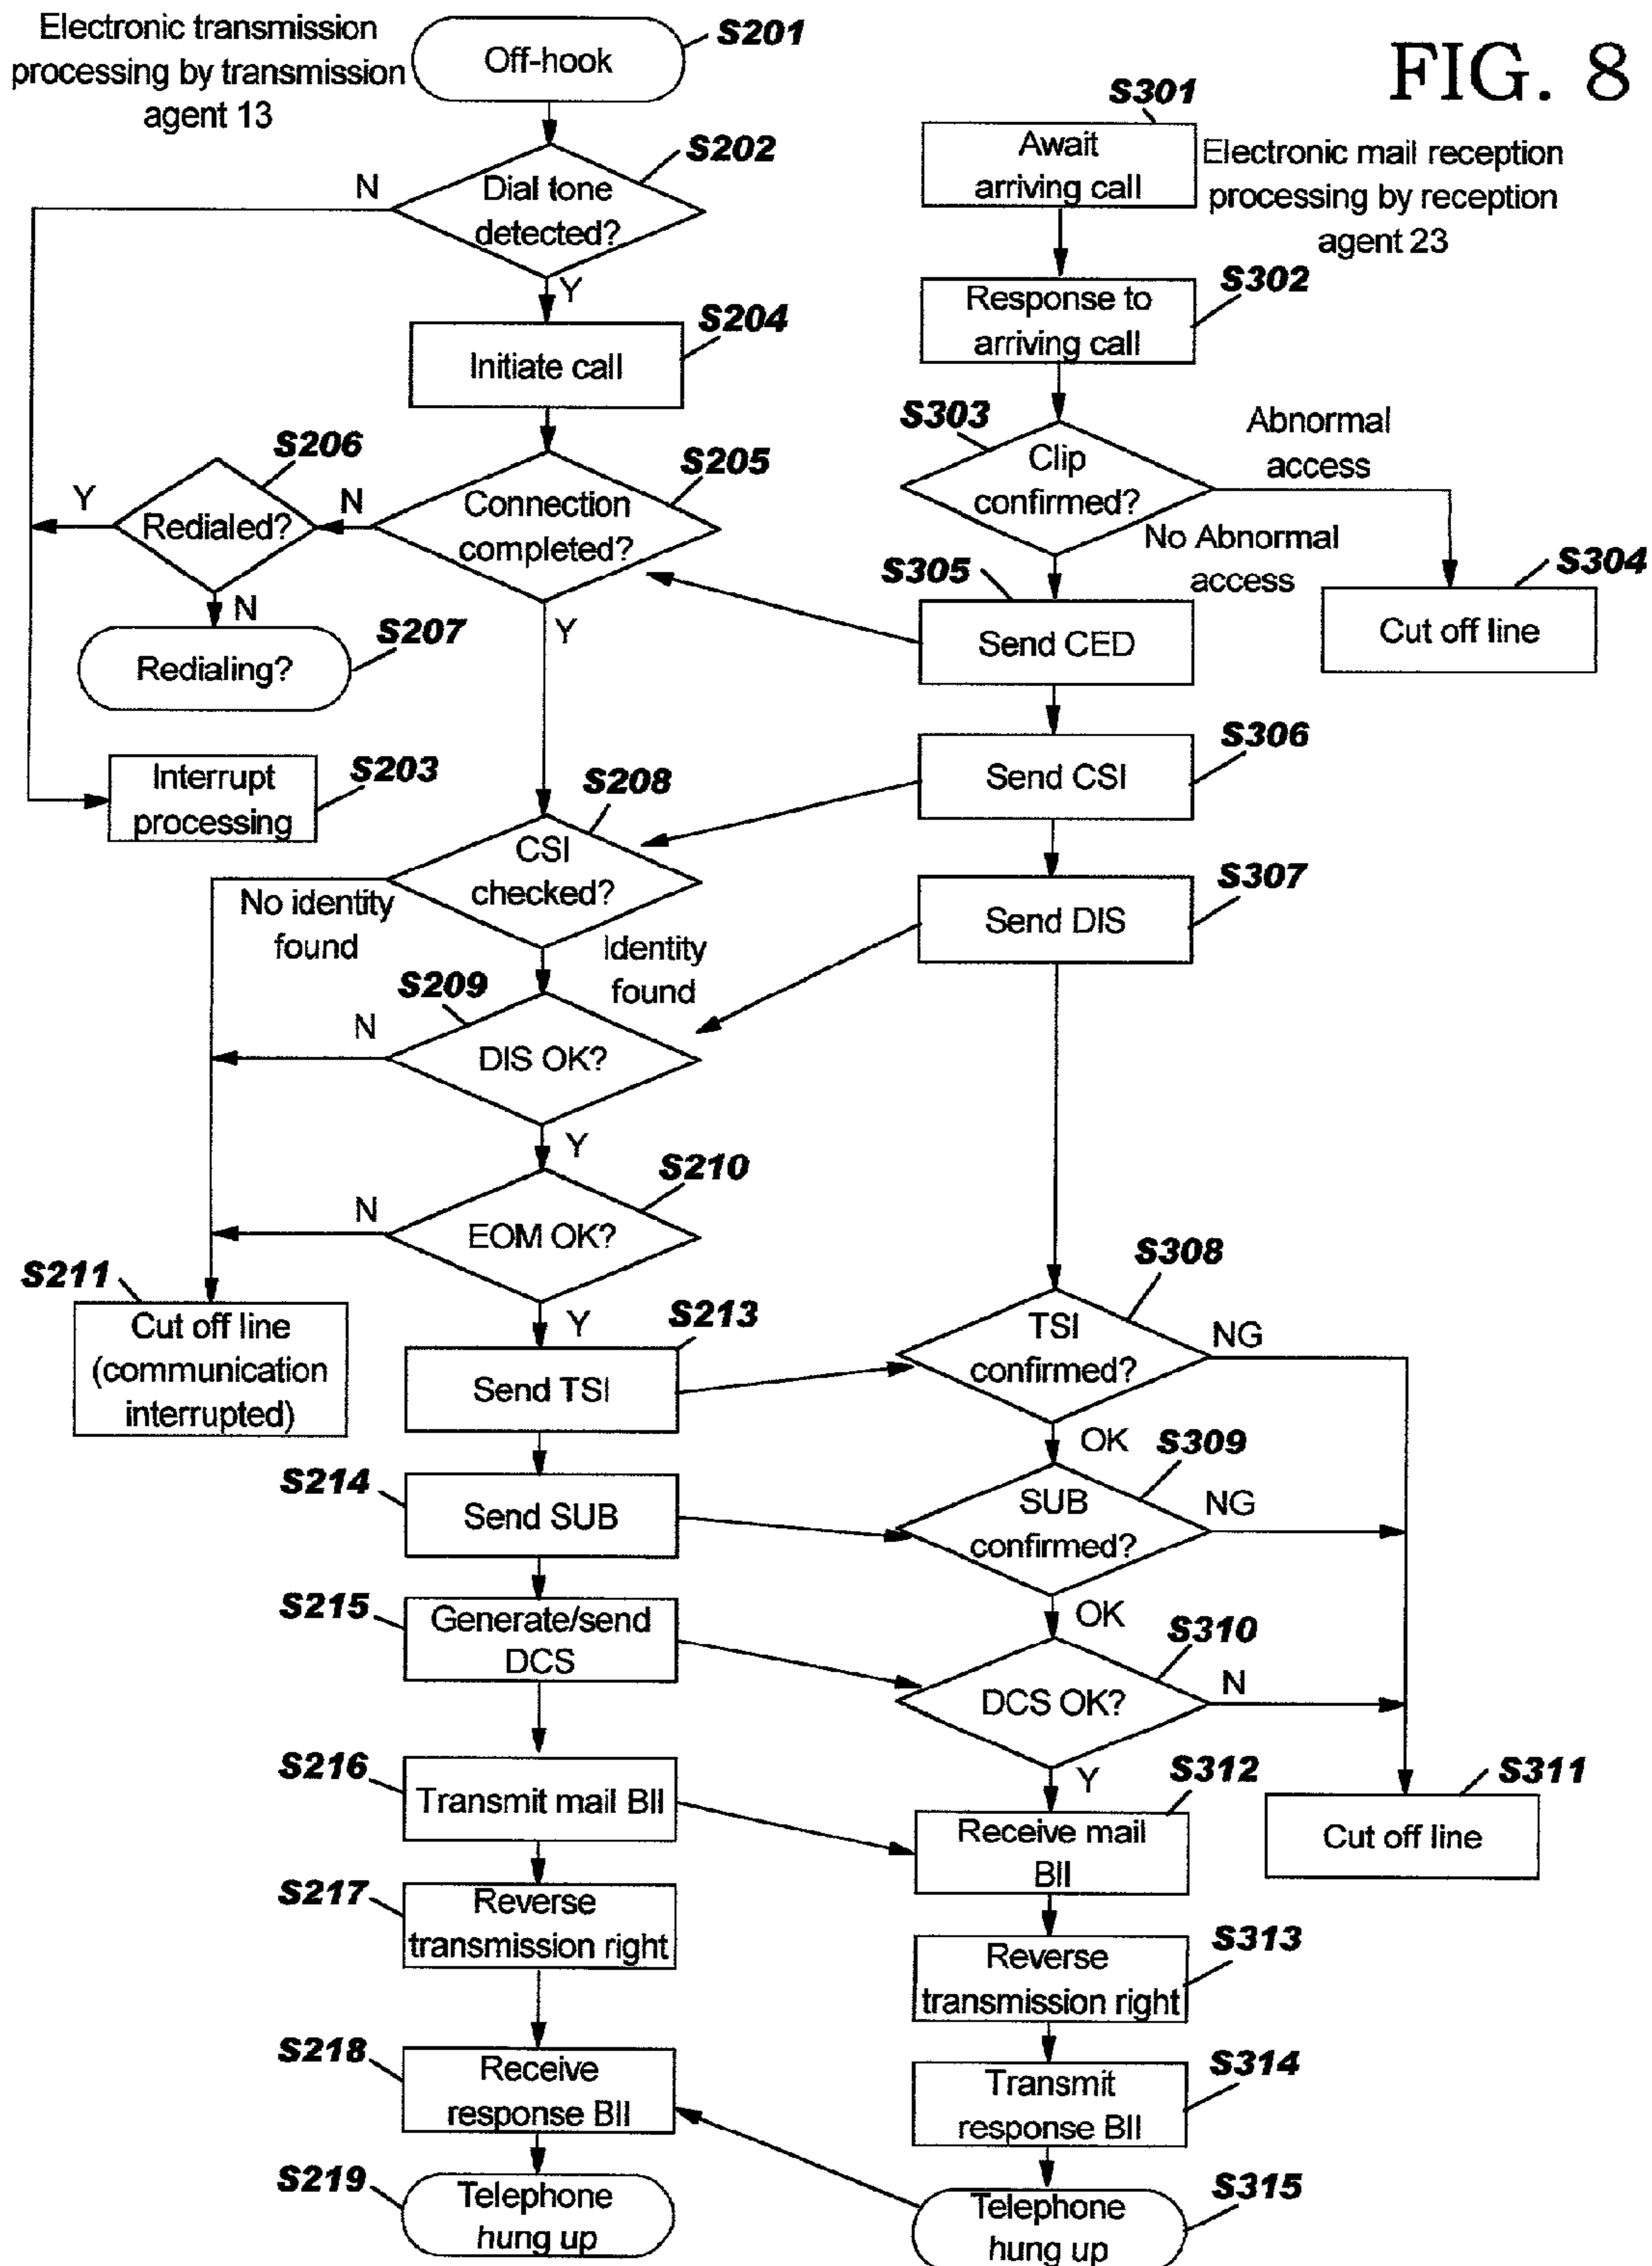 FIG. 8
Electronic transmission
processing by transmission
agent 13
Off-hook
S201
Dial tone
detected?
S202
N
Y
Initiate call
S204
Connection
completed?
S205
N
Y
Redialed?
S206
Y
N
Redialing?
S207
Interrupt
processing
S203
CSI
checked?
S208
No identity
found
Identity
found
DIS OK?
S209
N
Y
EOM OK?
S210
N
Y
S211
Cut off line
(communication
interrupted)
S213
Send TSI
S214
Send SUB
S215
Generate/send
DCS
S216
Transmit mail BII
S217
Reverse
transmission right
S218
Receive
response BII
S219
Telephone
hung up
S301
Await
arriving call
Electronic mail reception
processing by reception
agent 23
S302
Response to
arriving call
S303
Clip
confirmed?
Abnormal
access
No Abnormal
access
S304
Cut off line
S305
Send CED
S306
Send CSI
S307
Send DIS
S308
TSI
confirmed?
NG
OK
S309
SUB
confirmed?
NG
OK
S310
DCS OK?
N
Y
S311
Cut off line
S312
Receive mail
BII
S313
Reverse
transmission right
S314
Transmit
response BII
S315
Telephone
hung up